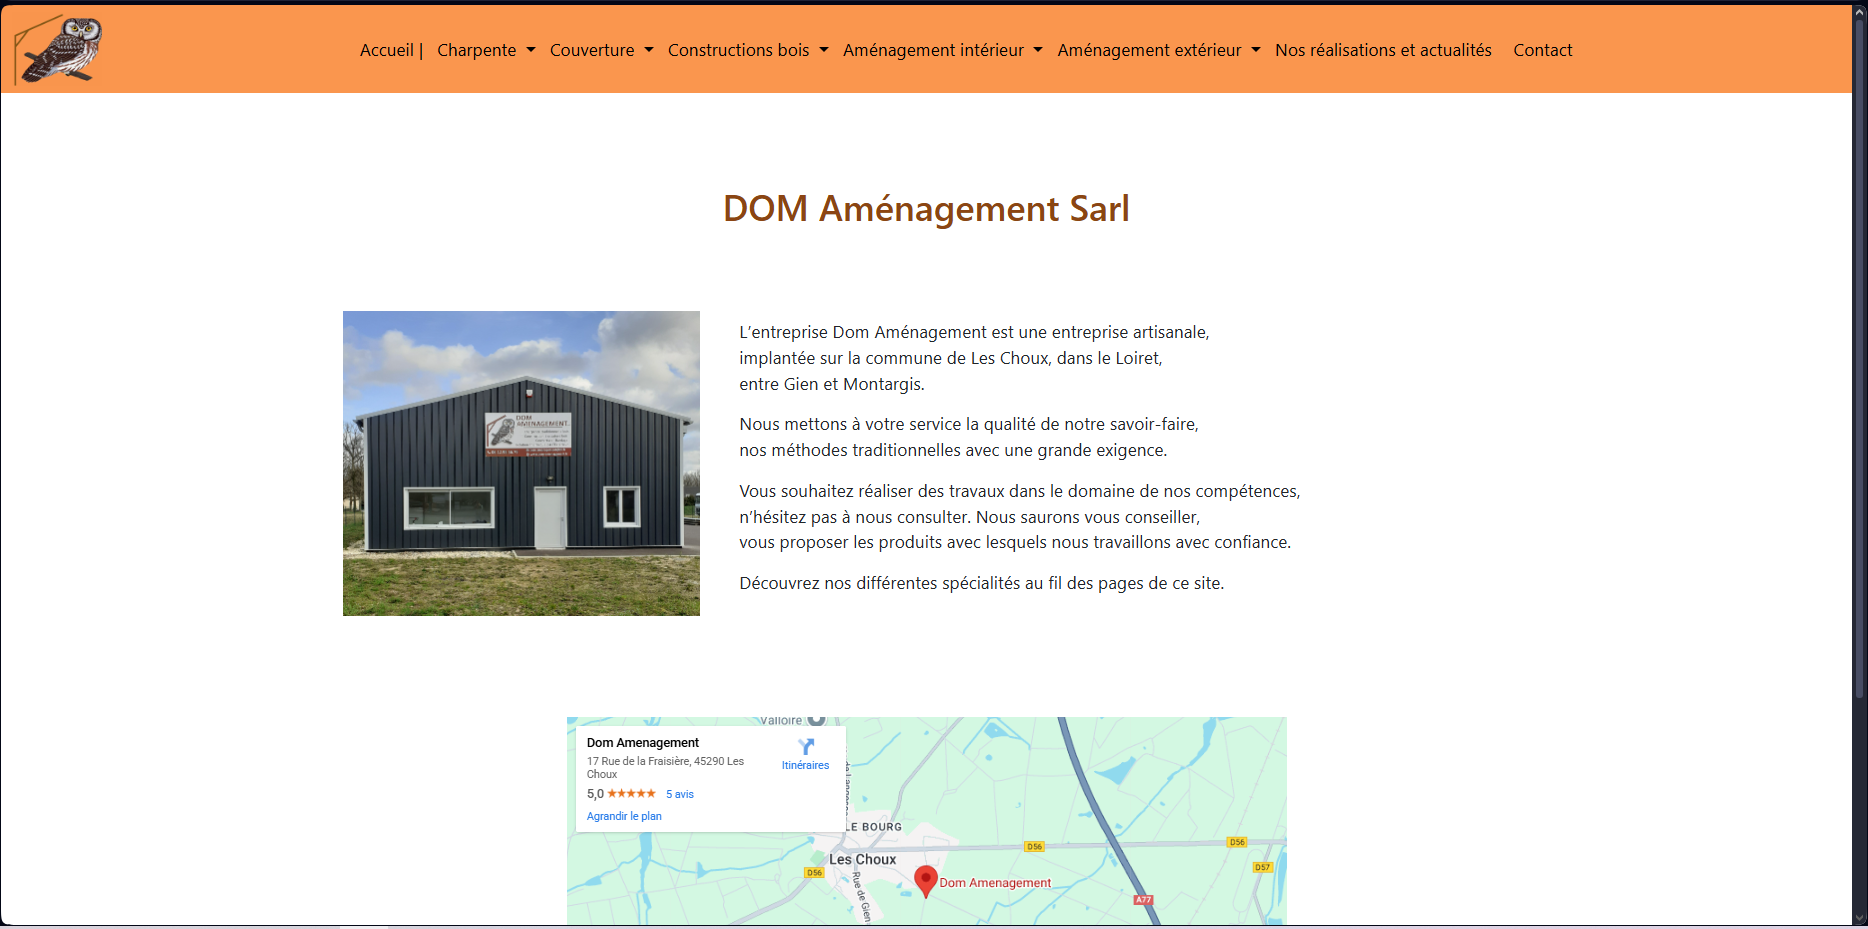 Accueil | Charpente Couverture Constructions bois Aménagement intérieur Aménagement extérieur Nos réalisations et actualités Contact
DOM Aménagement Sarl
L'entreprise Dom Aménagement est une entreprise artisanale,
implantée sur la commune de Les Choux, dans le Loiret,
entre Gien et Montargis.
Nous mettons à votre service la qualité de notre savoir-faire,
nos méthodes traditionnelles avec une grande exigence.
Vous souhaitez réaliser des travaux dans le domaine de nos compétences,
n'hésitez pas à nous consulter. Nous saurons vous conseiller,
vous proposer les produits avec lesquels nous travaillons avec confiance.
Découvrez nos différentes spécialités au fil des pages de ce site.
DOM
AMENAGEMENT
Valloire
Dom Amenagement
17 Rue de la Fraisière, 45290 Les
Choux
Itinéraires
5,0 ★★★★★ 5 avis
Agrandir le plan
LE BOURG
D56
D56
Les Choux
D56
D57
Rue de Gien
Dom Amenagement
A77